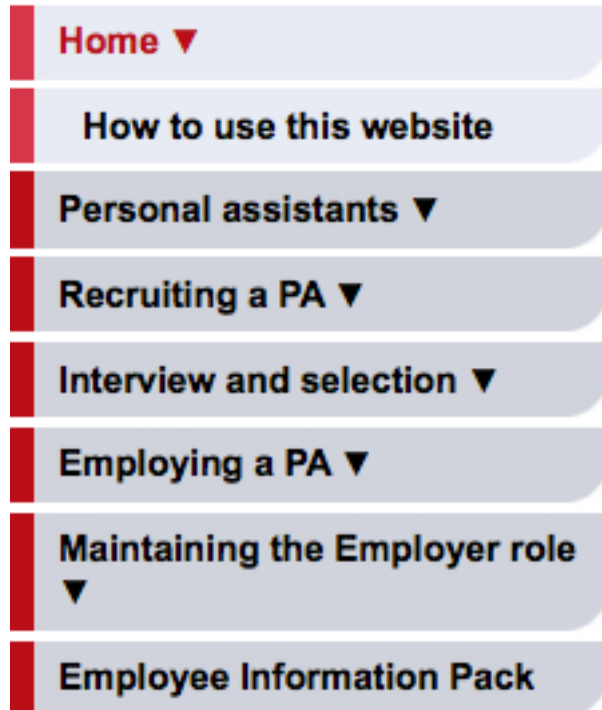 Home ▼
How to use this website
Personal assistants ▼
Recruiting a PA ▼
Interview and selection ▼
Employing a PA ▼
Maintaining the Employer role
▼
Employee Information Pack